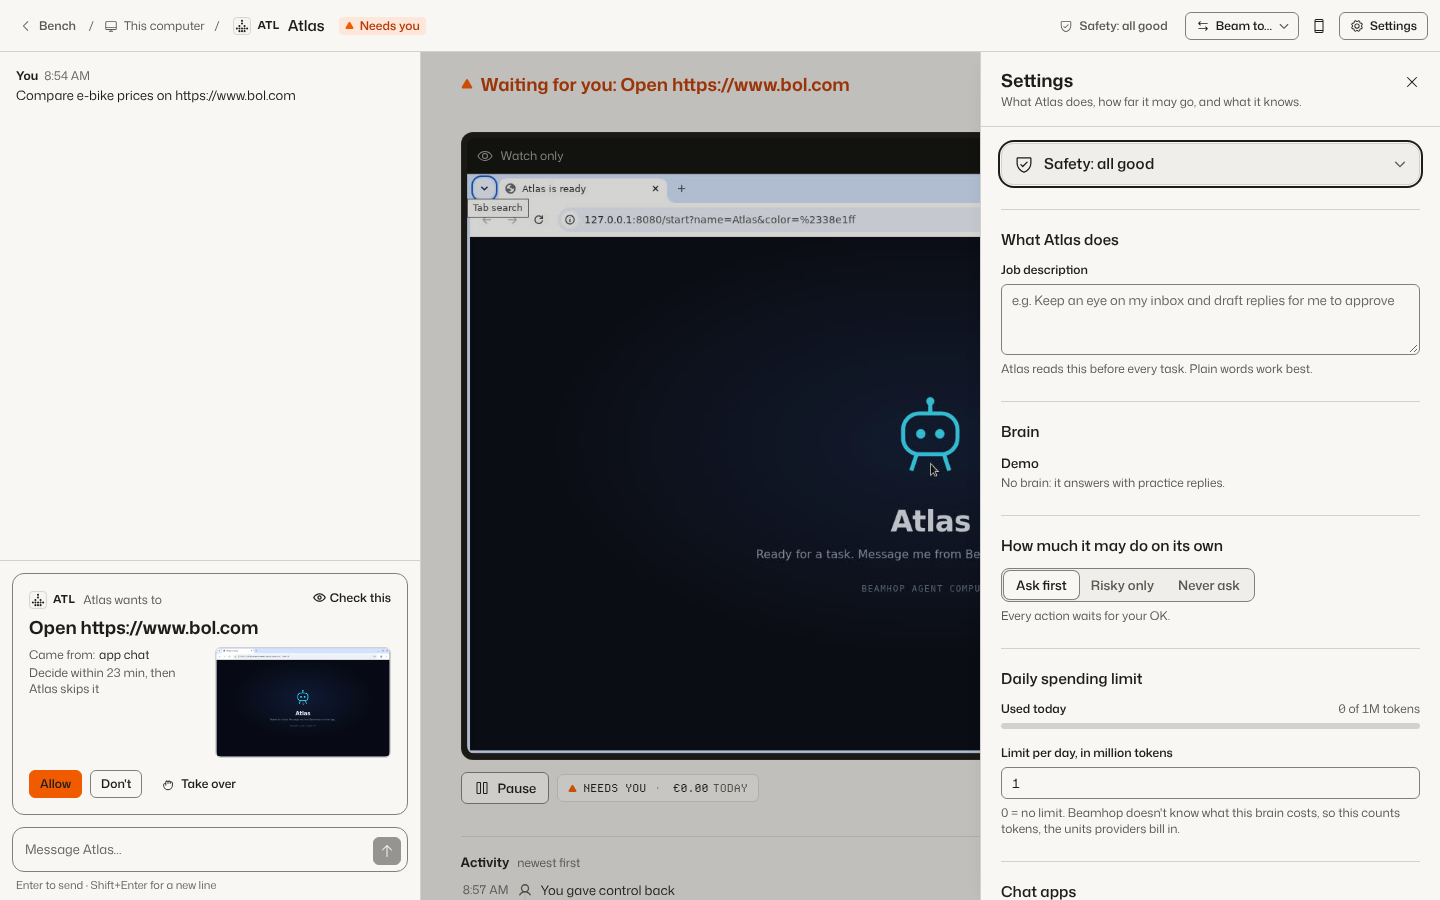 Bench / This computer / ATL Atlas Needs you
Safety: all good
Beam to...
Settings
You 8:54 AM
Compare e-bike prices on https://www.bol.com
ATL Atlas wants to
Check this
Open https://www.bol.com
Came from: app chat
Decide within 23 min, then
Atlas skips it
Atlas
Allow
Don't
Take over
Message Atlas...
Enter to send · Shift+Enter for a new line
Waiting for you: Open https://www.bol.com
Watch only
Atlas is ready
Tab search
127.0.0.1:8080/start?name=Atlas&color=%2338e1ff
Atlas
Ready for a task. Message me from Be
BEAMHOP AGENT COMPU
Pause
NEEDS YOU · €0.00 TODAY
Activity newest first
8:57 AM You gave control back
Settings
What Atlas does, how far it may go, and what it knows.
Safety: all good
What Atlas does
Job description
e.g. Keep an eye on my inbox and draft replies for me to approve
Atlas reads this before every task. Plain words work best.
Brain
Demo
No brain: it answers with practice replies.
How much it may do on its own
Ask first
Risky only
Never ask
Every action waits for your OK.
Daily spending limit
Used today
0 of 1M tokens
Limit per day, in million tokens
1
0 = no limit. Beamhop doesn't know what this brain costs, so this counts
tokens, the units providers bill in.
Chat apps